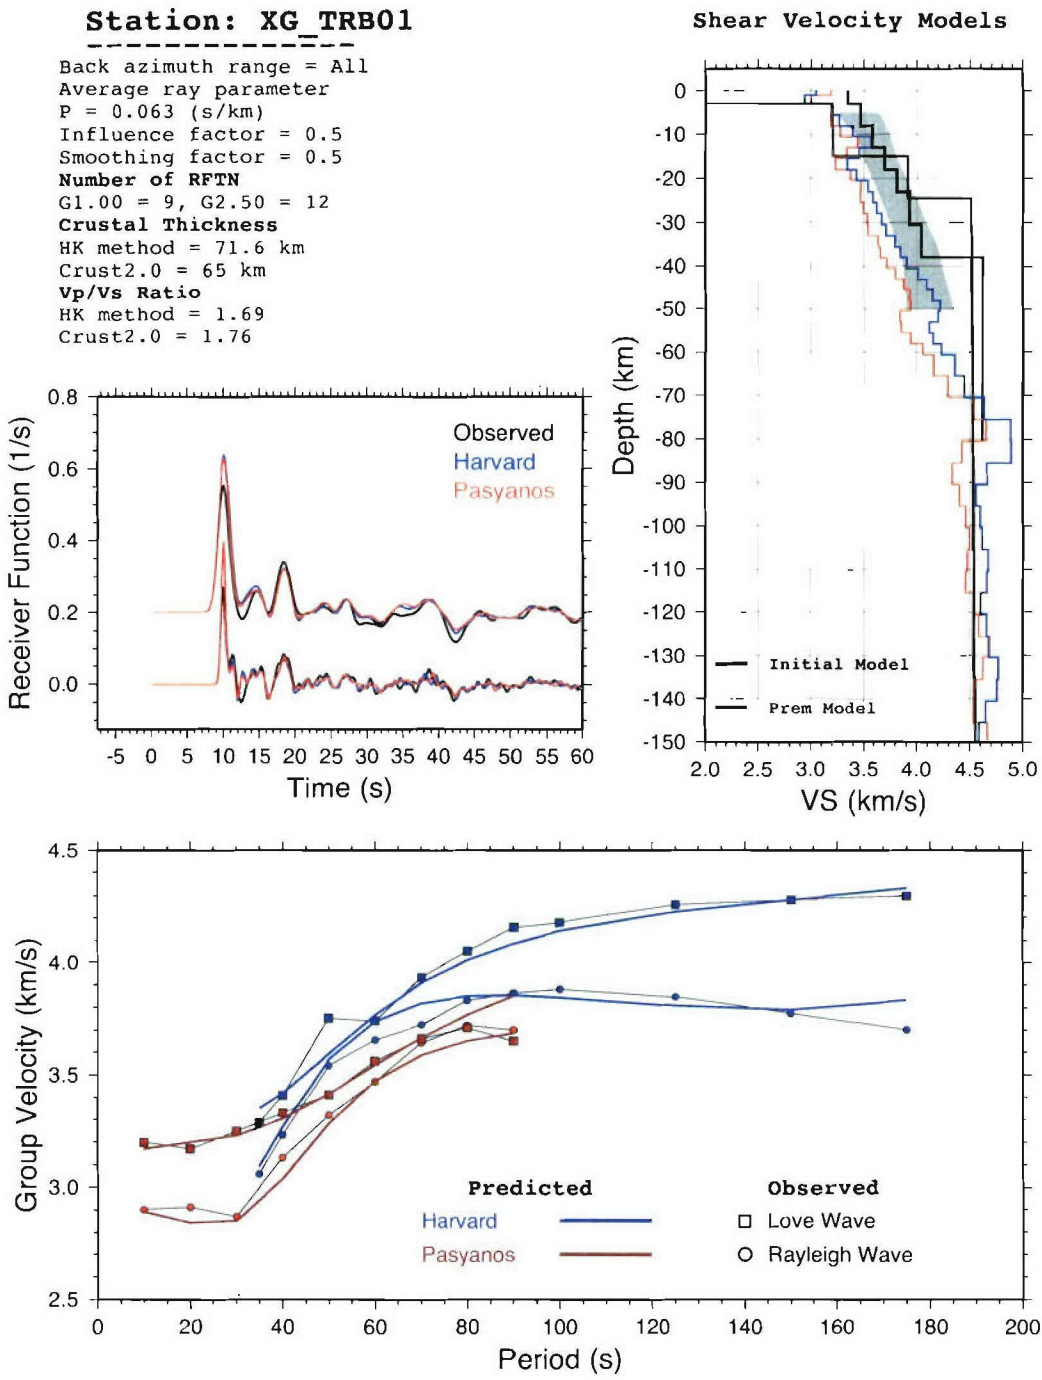 Station: XG_TRB01
Back azimuth range = All
Average ray parameter
P = 0.063 (s/km)
Influence factor = 0.5
Smoothing factor = 0.5
Number of RFTN
G1.00 = 9, G2.50 = 12
Crustal Thickness
HK method = 71.6 km
Crust2.0 = 65 km
Vp/Vs Ratio
HK method = 1.69
Crust2.0 = 1.76
Shear Velocity Models
0
-10
-20
-30
-40
-50
-60
-70
-80
-90
-100
-110
-120
-130
-140
-150
Depth (km)
Initial Model
Prem Model
2.0 2.5 3.0 3.5 4.0 4.5 5.0
VS (km/s)
0.8
0.6
0.4
0.2
0.0
Receiver Function (1/s)
Observed
Harvard
Pasyanos
-5 0 5 10 15 20 25 30 35 40 45 50 55 60
Time (s)
4.5
4.0
3.5
3.0
2.5
Group Velocity (km/s)
Predicted Observed
Harvard Love Wave
Pasyanos Rayleigh Wave
0 20 40 60 80 100 120 140 160 180 200
Period (s)